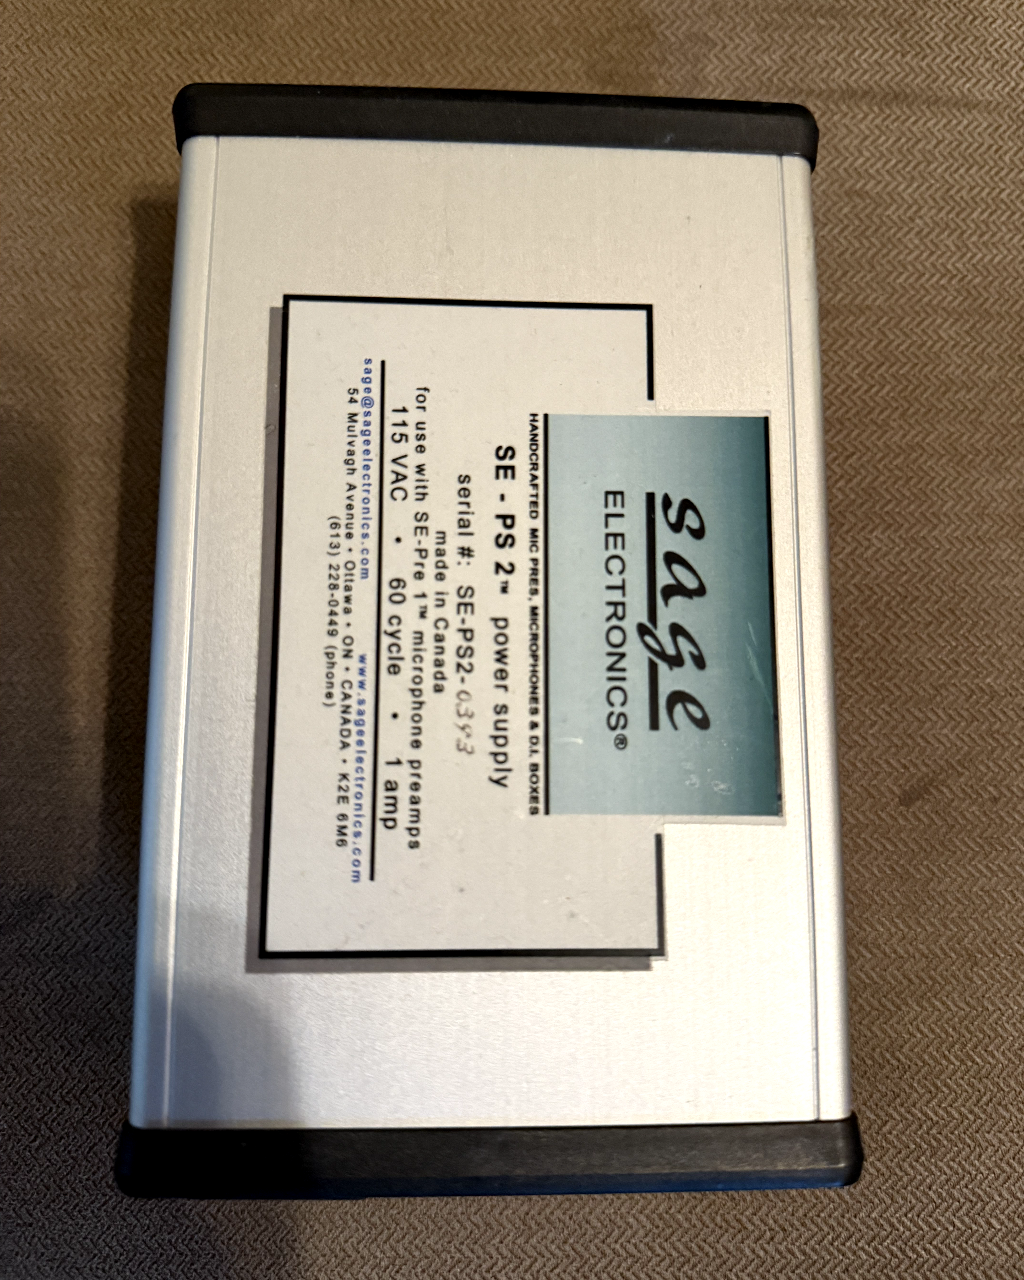 sage
ELECTRONICS®
HANDCRAFTED MIC PRES, MICROPHONES & D.I. BOXES
SE - PS 2™ power supply
serial #: SE-PS2-0393
made in Canada
for use with SE-Pre 1™ microphone preamps
115 VAC • 60 cycle • 1 amp
sage@sageelectronics.com www.sageelectronics.com
54 Mulvagh Avenue • Ottawa • ON • CANADA • K2E 6M6
(613) 228-0449 (phone)